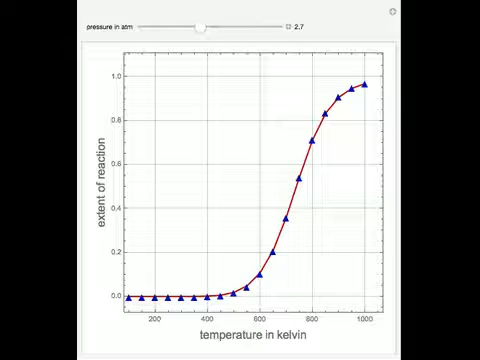 pressure in atm 2.7
1.0
0.8
0.6
0.4
0.2
0.0
extent of reaction
200 400 600 800 1000
temperature in kelvin